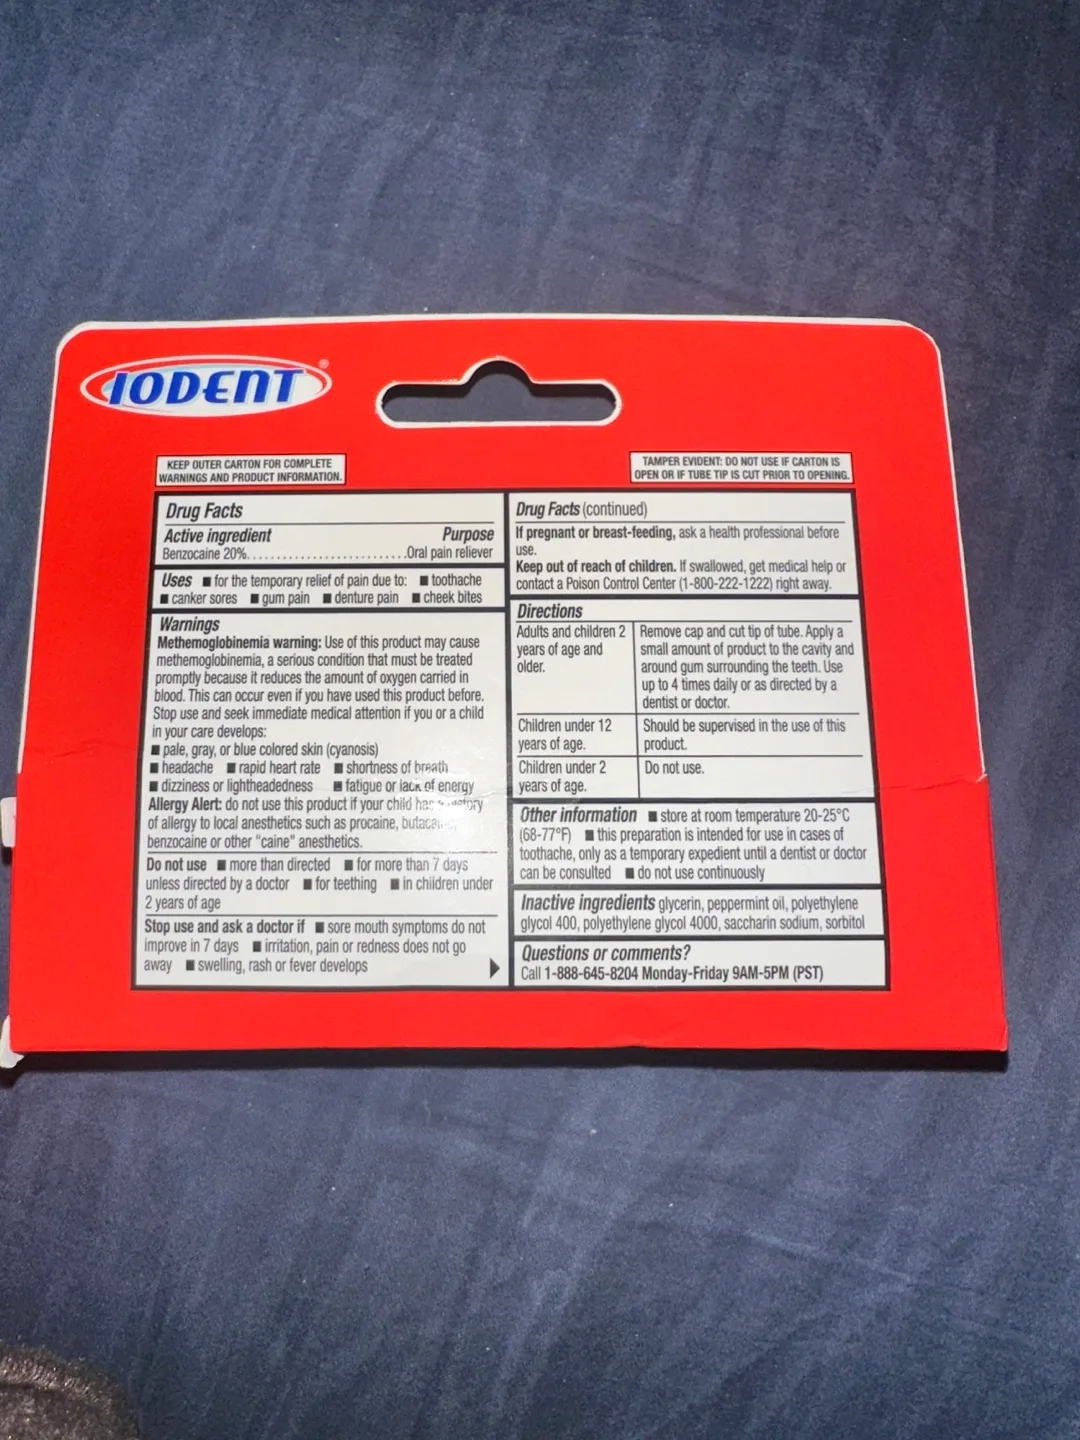 IODENT®
KEEP OUTER CARTON FOR COMPLETE
WARNINGS AND PRODUCT INFORMATION.
TAMPER EVIDENT: DO NOT USE IF CARTON IS
OPEN OR IF TUBE TIP IS CUT PRIOR TO OPENING.
Drug Facts
Active ingredient Purpose
Benzocaine 20%..........................Oral pain reliever
Uses ■ for the temporary relief of pain due to: ■ toothache
■ canker sores ■ gum pain ■ denture pain ■ cheek bites
Warnings
Methemoglobinemia warning: Use of this product may cause
methemoglobinemia, a serious condition that must be treated
promptly because it reduces the amount of oxygen carried in
blood. This can occur even if you have used this product before.
Stop use and seek immediate medical attention if you or a child
in your care develops:
■ pale, gray, or blue colored skin (cyanosis)
■ headache ■ rapid heart rate ■ shortness of breath
■ dizziness or lightheadedness ■ fatigue or lack of energy
Allergy Alert: do not use this product if your child has a history
of allergy to local anesthetics such as procaine,
benzocaine or other "caine" anesthetics.
Do not use ■ more than directed ■ for more than 7 days
unless directed by a doctor ■ for teething ■ in children under
2 years of age
Stop use and ask a doctor if ■ sore mouth symptoms do not
improve in 7 days ■ irritation, pain or redness does not go
away ■ swelling, rash or fever develops
Drug Facts (continued)
If pregnant or breast-feeding, ask a health professional before
use.
Keep out of reach of children. If swallowed, get medical help or
contact a Poison Control Center (1-800-222-1222) right away.
Directions
Adults and children 2
years of age and
older.
Remove cap and cut tip of tube. Apply a
small amount of product to the cavity and
around gum surrounding the teeth. Use
up to 4 times daily or as directed by a
dentist or doctor.
Children under 12
years of age.
Should be supervised in the use of this
product.
Children under 2
years of age.
Do not use.
Other information ■ store at room temperature 20-25°C
(68-77°F) ■ this preparation is intended for use in cases of
toothache, only as a temporary expedient until a dentist or doctor
can be consulted ■ do not use continuously
Inactive ingredients glycerin, peppermint oil, polyethylene
glycol 400, polyethylene glycol 4000, saccharin sodium, sorbitol
Questions or comments?
Call 1-888-645-8204 Monday-Friday 9AM-5PM (PST)